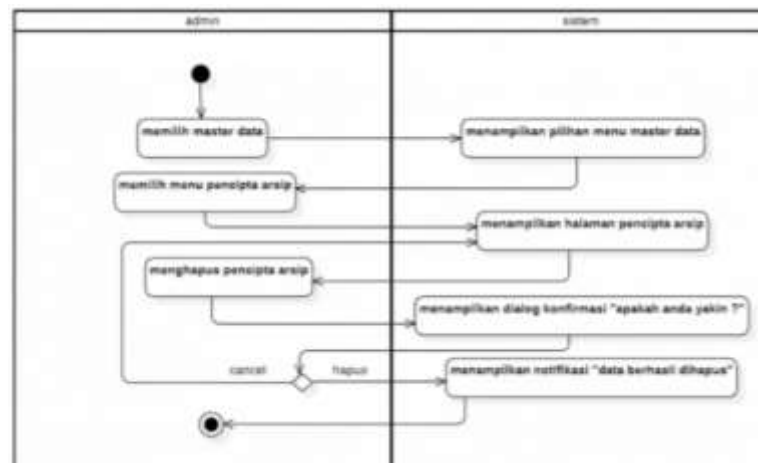 admin
sistem
memilih master data
menampilkan pilihan menu master data
memilih menu pencipta arsip
menampilkan halaman pencipta arsip
menghapus pencipta arsip
menampilkan dialog konfirmasi "apakah anda yakin ?"
cancel
hapus
menampilkan notifikasi "data berhasil dihapus"